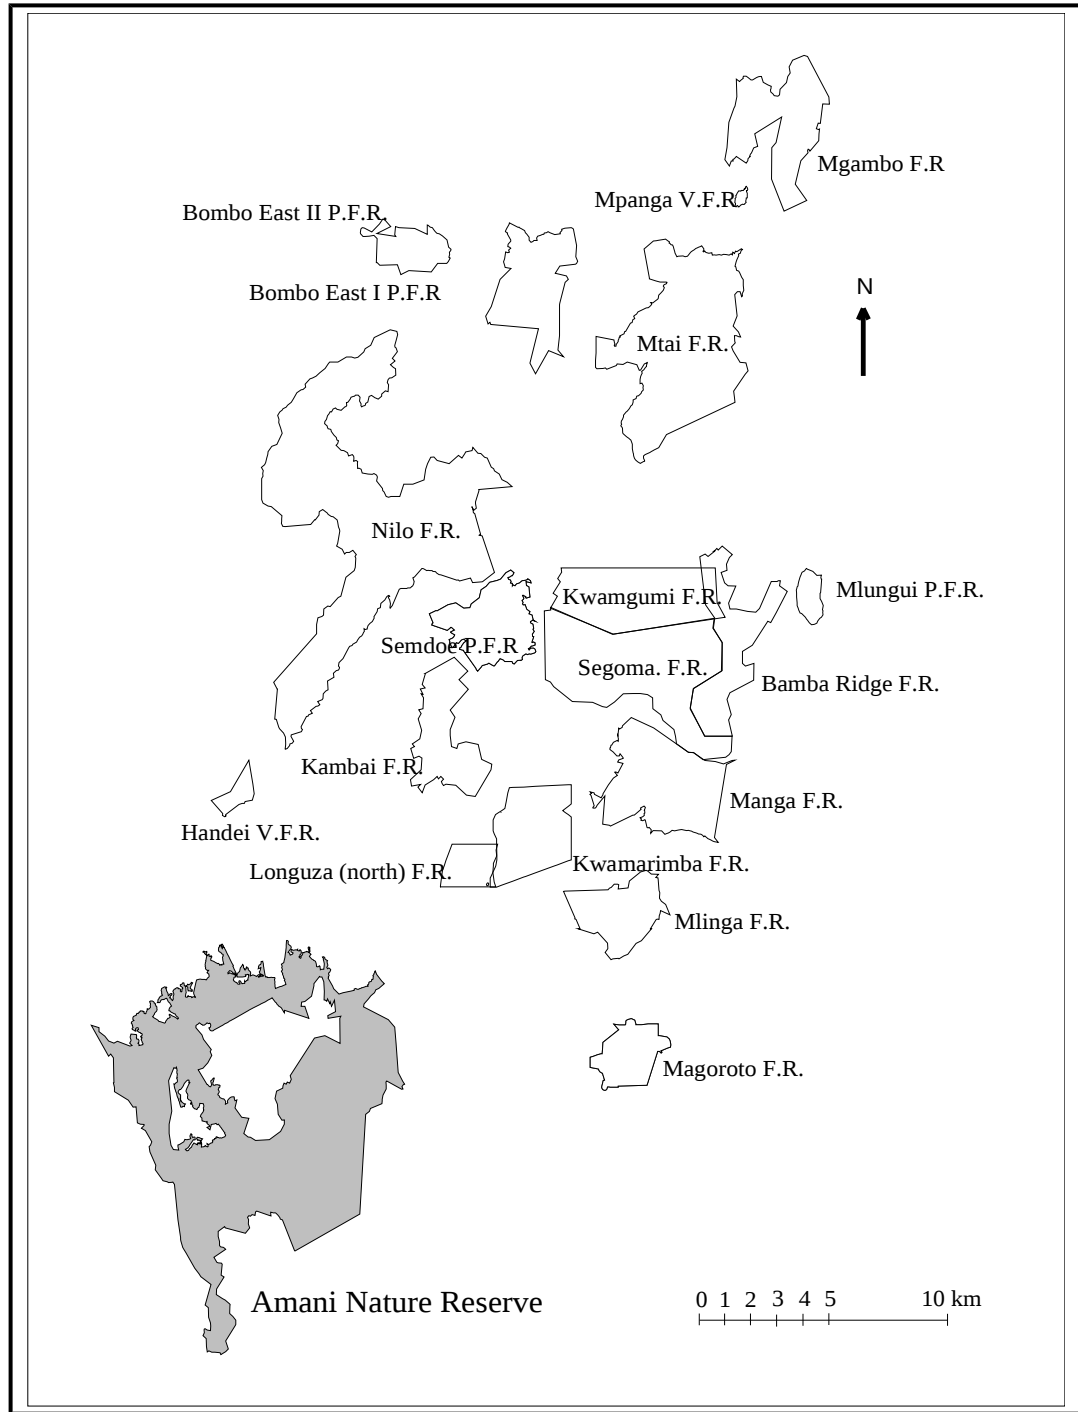 Mgambo F.R
Mpanga V.F.R
Bombo East II P.F.R.
Bombo East I P.F.R
N
Mtai F.R.
Nilo F.R.
Kwamgumi F.R.
Mlungui P.F.R.
Semdoe P.F.R
Segoma. F.R.
Bamba Ridge F.R.
Kambai F.R.
Manga F.R.
Handei V.F.R.
Longuza (north) F.R.
Kwamarimba F.R.
Mlinga F.R.
Magoroto F.R.
Amani Nature Reserve
0 1 2 3 4 5 10 km